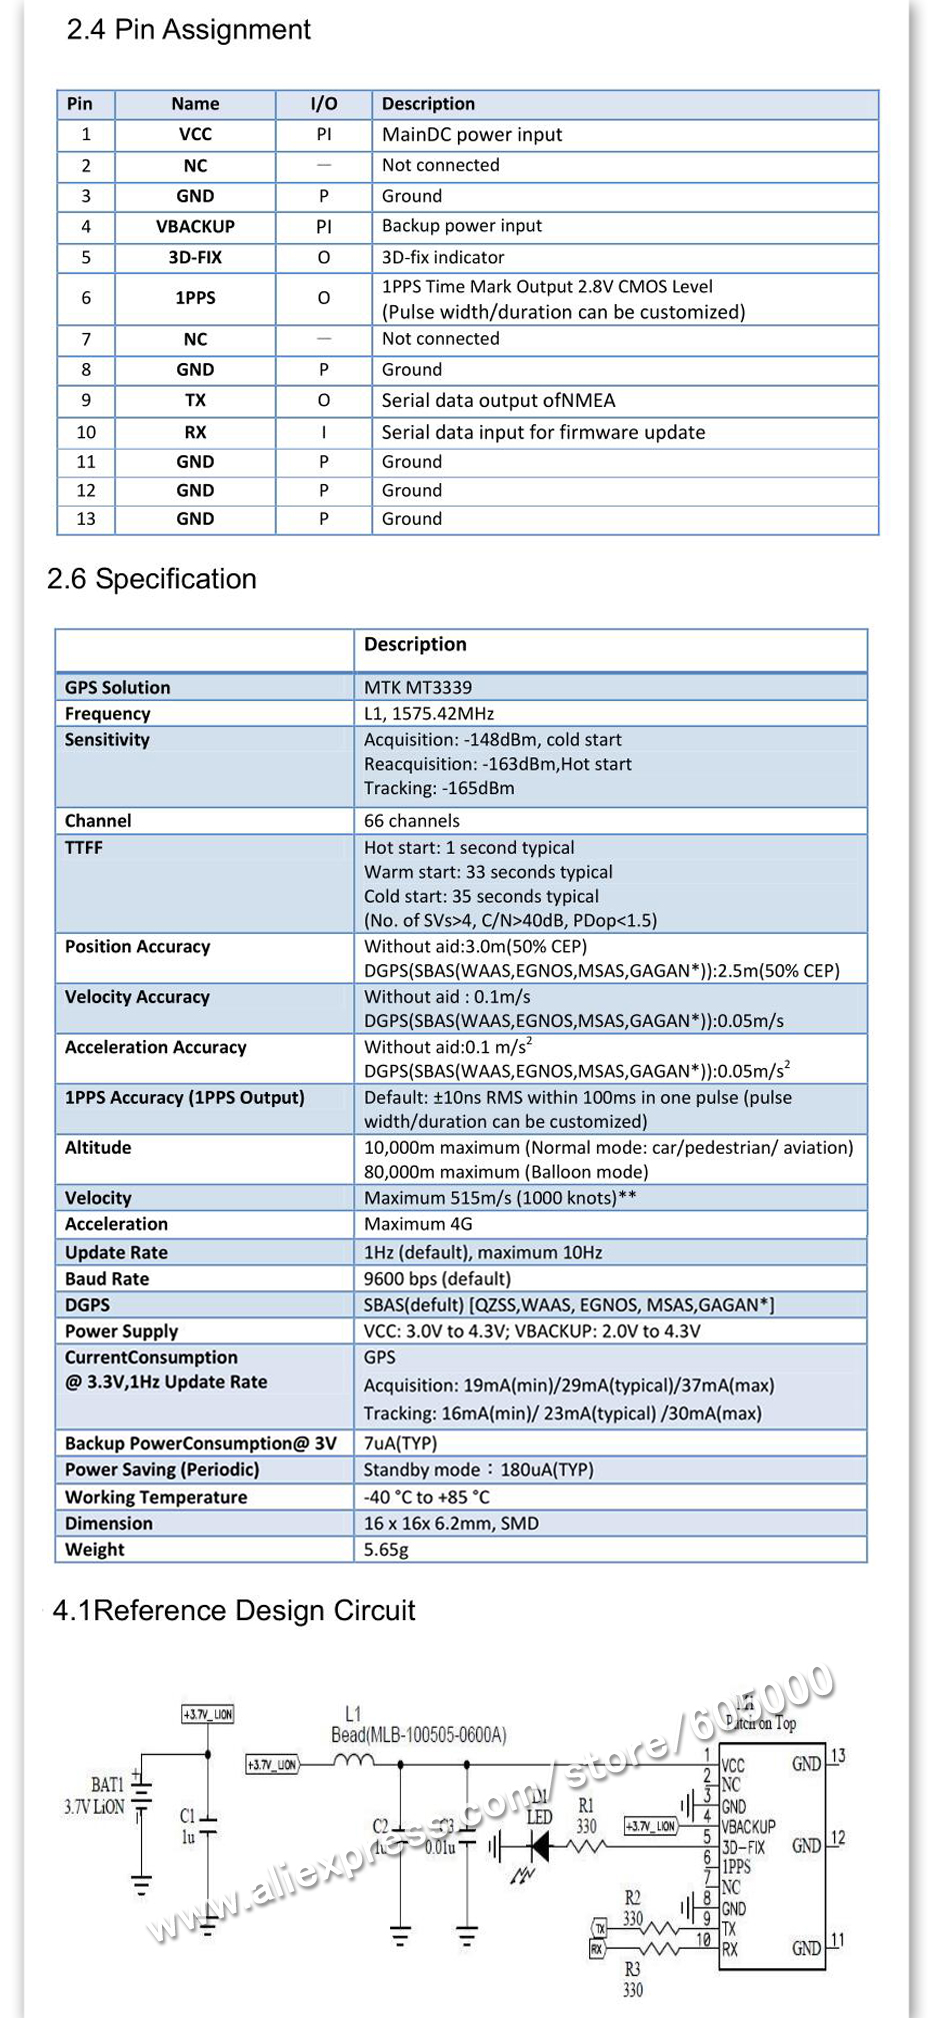 2.4 Pin Assignment
Pin Name I/O Description
1 VCC PI MainDC power input
2 NC — Not connected
3 GND P Ground
4 VBACKUP PI Backup power input
5 3D-FIX O 3D-fix indicator
6 1PPS O 1PPS Time Mark Output 2.8V CMOS Level
(Pulse width/duration can be customized)
7 NC — Not connected
8 GND P Ground
9 TX O Serial data output ofNMEA
10 RX I Serial data input for firmware update
11 GND P Ground
12 GND P Ground
13 GND P Ground
2.6 Specification
Description
GPS Solution MTK MT3339
Frequency L1, 1575.42MHz
Sensitivity Acquisition: -148dBm, cold start
Reacquisition: -163dBm,Hot start
Tracking: -165dBm
Channel 66 channels
TTFF Hot start: 1 second typical
Warm start: 33 seconds typical
Cold start: 35 seconds typical
(No. of SVs>4, C/N>40dB, PDop<1.5)
Position Accuracy Without aid:3.0m(50% CEP)
DGPS(SBAS(WAAS,EGNOS,MSAS,GAGAN*)):2.5m(50% CEP)
Velocity Accuracy Without aid : 0.1m/s
DGPS(SBAS(WAAS,EGNOS,MSAS,GAGAN*)):0.05m/s
Acceleration Accuracy Without aid:0.1 m/s²
DGPS(SBAS(WAAS,EGNOS,MSAS,GAGAN*)):0.05m/s²
1PPS Accuracy (1PPS Output) Default: ±10ns RMS within 100ms in one pulse (pulse
width/duration can be customized)
Altitude 10,000m maximum (Normal mode: car/pedestrian/ aviation)
80,000m maximum (Balloon mode)
Velocity Maximum 515m/s (1000 knots)**
Acceleration Maximum 4G
Update Rate 1Hz (default), maximum 10Hz
Baud Rate 9600 bps (default)
DGPS SBAS(defult) [QZSS,WAAS, EGNOS, MSAS,GAGAN*]
Power Supply VCC: 3.0V to 4.3V; VBACKUP: 2.0V to 4.3V
CurrentConsumption GPS
@ 3.3V,1Hz Update Rate Acquisition: 19mA(min)/29mA(typical)/37mA(max)
Tracking: 16mA(min)/ 23mA(typical) /30mA(max)
Backup PowerConsumption@ 3V 7uA(TYP)
Power Saving (Periodic) Standby mode：180uA(TYP)
Working Temperature -40 °C to +85 °C
Dimension 16 x 16x 6.2mm, SMD
Weight 5.65g
4.1Reference Design Circuit
+3.7V_LION
L1
Bead(MLB-100505-0600A)
Patch on Top
+3.7V_LION
BAT1
3.7V LiON
C1
1u
C2
1u
C3
0.01u
D1
LED
R1
330
+3.7V_LION
R2
330
TX
RX
R3
330
1 VCC
2 NC
3 GND
4 VBACKUP
5 3D-FIX
6 1PPS
7 NC
8 GND
9 TX
10 RX
GND 13
GND 12
GND 11
www.aliexpress.com/store/605000